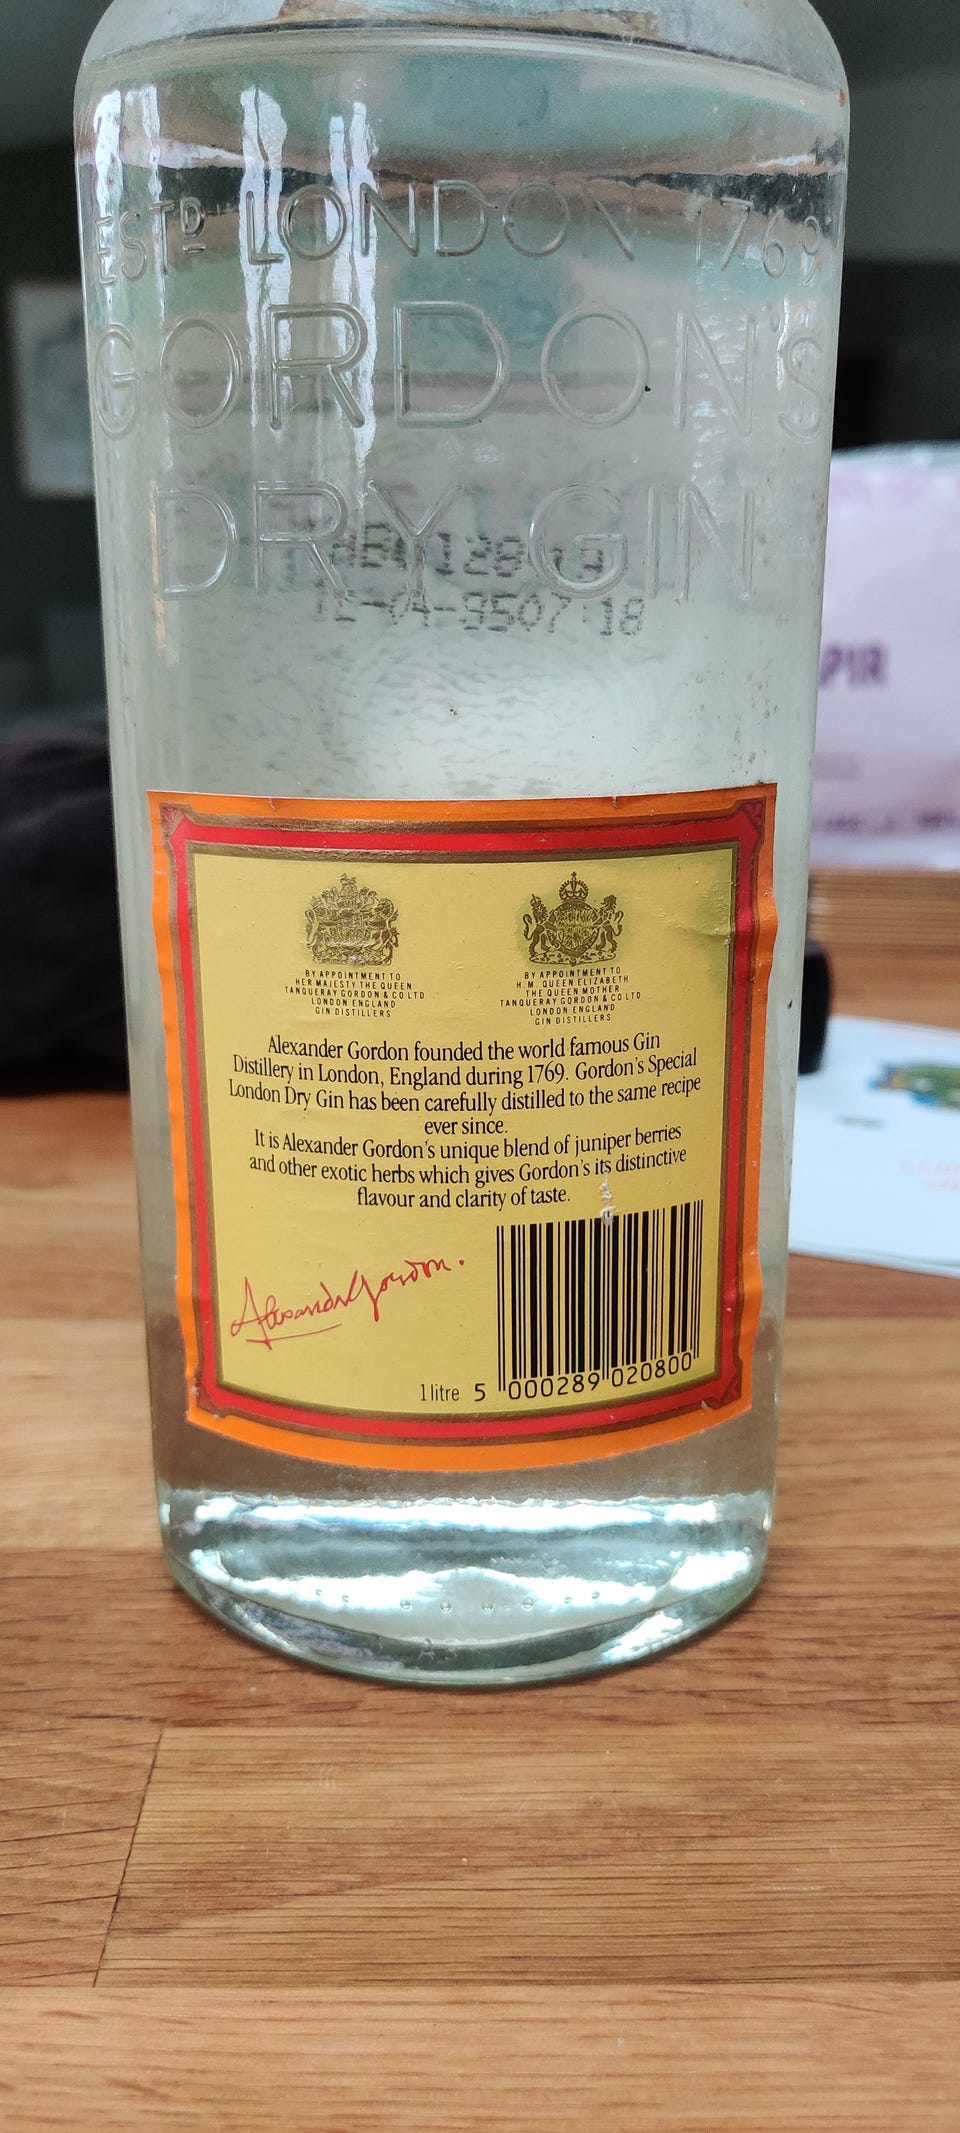 ESTD LONDON 1769
GORDON'S
DRY GIN
BY APPOINTMENT TO
HER MAJESTY THE QUEEN
TANQUERAY GORDON & CO LTD
LONDON ENGLAND
GIN DISTILLERS
BY APPOINTMENT TO
H.M. QUEEN ELIZABETH
THE QUEEN MOTHER
TANQUERAY GORDON & CO LTD
LONDON ENGLAND
GIN DISTILLERS
Alexander Gordon founded the world famous Gin
Distillery in London, England during 1769. Gordon's Special
London Dry Gin has been carefully distilled to the same recipe
ever since.
It is Alexander Gordon's unique blend of juniper berries
and other exotic herbs which gives Gordon's its distinctive
flavour and clarity of taste.
Alexander Gordon.
1 litre 5 000289 020800
PIR